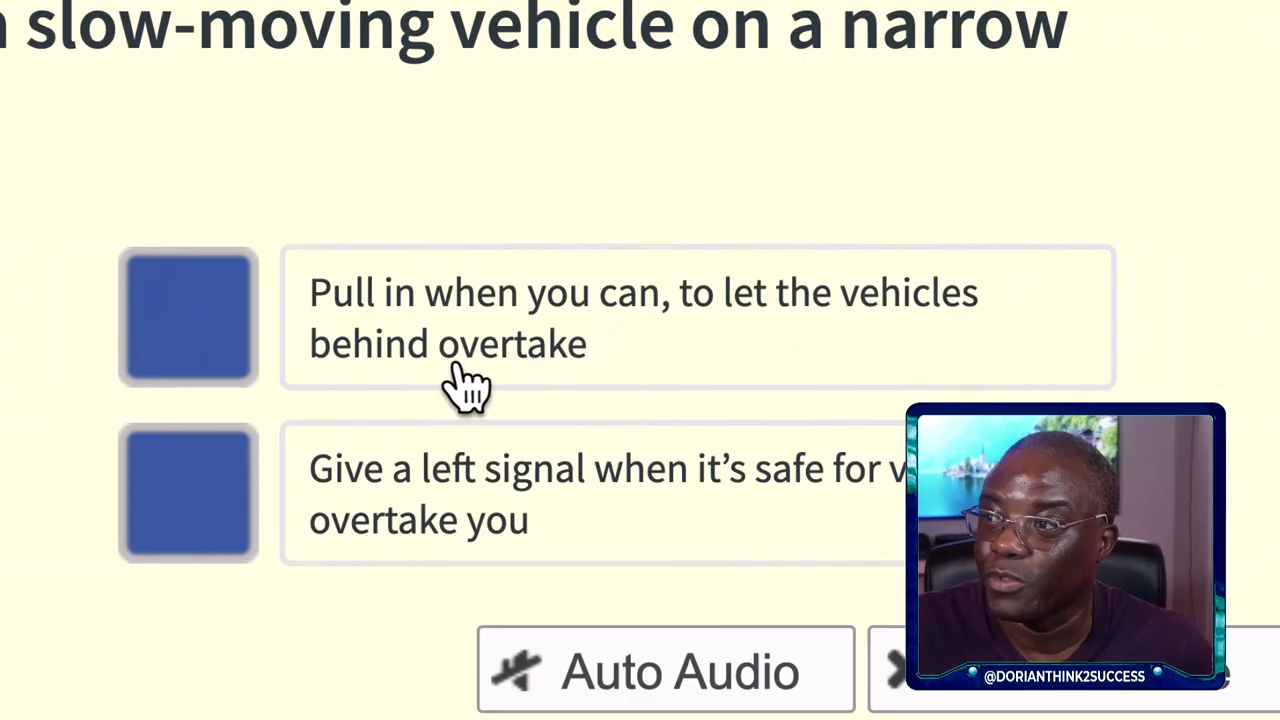 slow-moving vehicle on a narrow
Pull in when you can, to let the vehicles
behind overtake
Give a left signal when it's safe for
overtake you
Auto Audio
@DORIANTHINK2SUCCESS